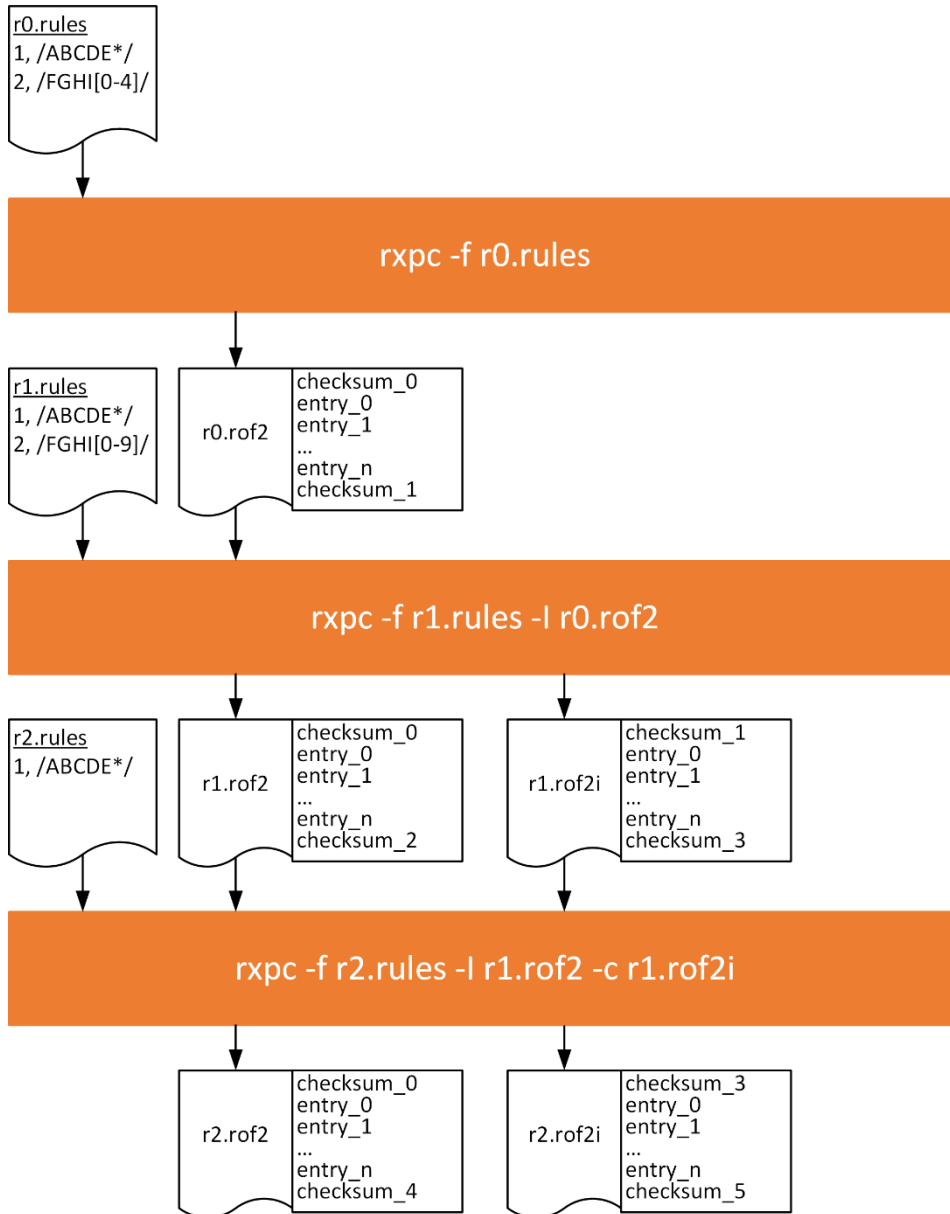 r0.rules
1, /ABCDE*/
2, /FGHI[0-4]/
rxpc -f r0.rules
r1.rules
1, /ABCDE*/
2, /FGHI[0-9]/
r0.rof2
checksum_0
entry_0
entry_1
...
entry_n
checksum_1
rxpc -f r1.rules -I r0.rof2
r2.rules
1, /ABCDE*/
r1.rof2
checksum_0
entry_0
entry_1
...
entry_n
checksum_2
r1.rof2i
checksum_1
entry_0
entry_1
...
entry_n
checksum_3
rxpc -f r2.rules -I r1.rof2 -c r1.rof2i
r2.rof2
checksum_0
entry_0
entry_1
...
entry_n
checksum_4
r2.rof2i
checksum_3
entry_0
entry_1
...
entry_n
checksum_5